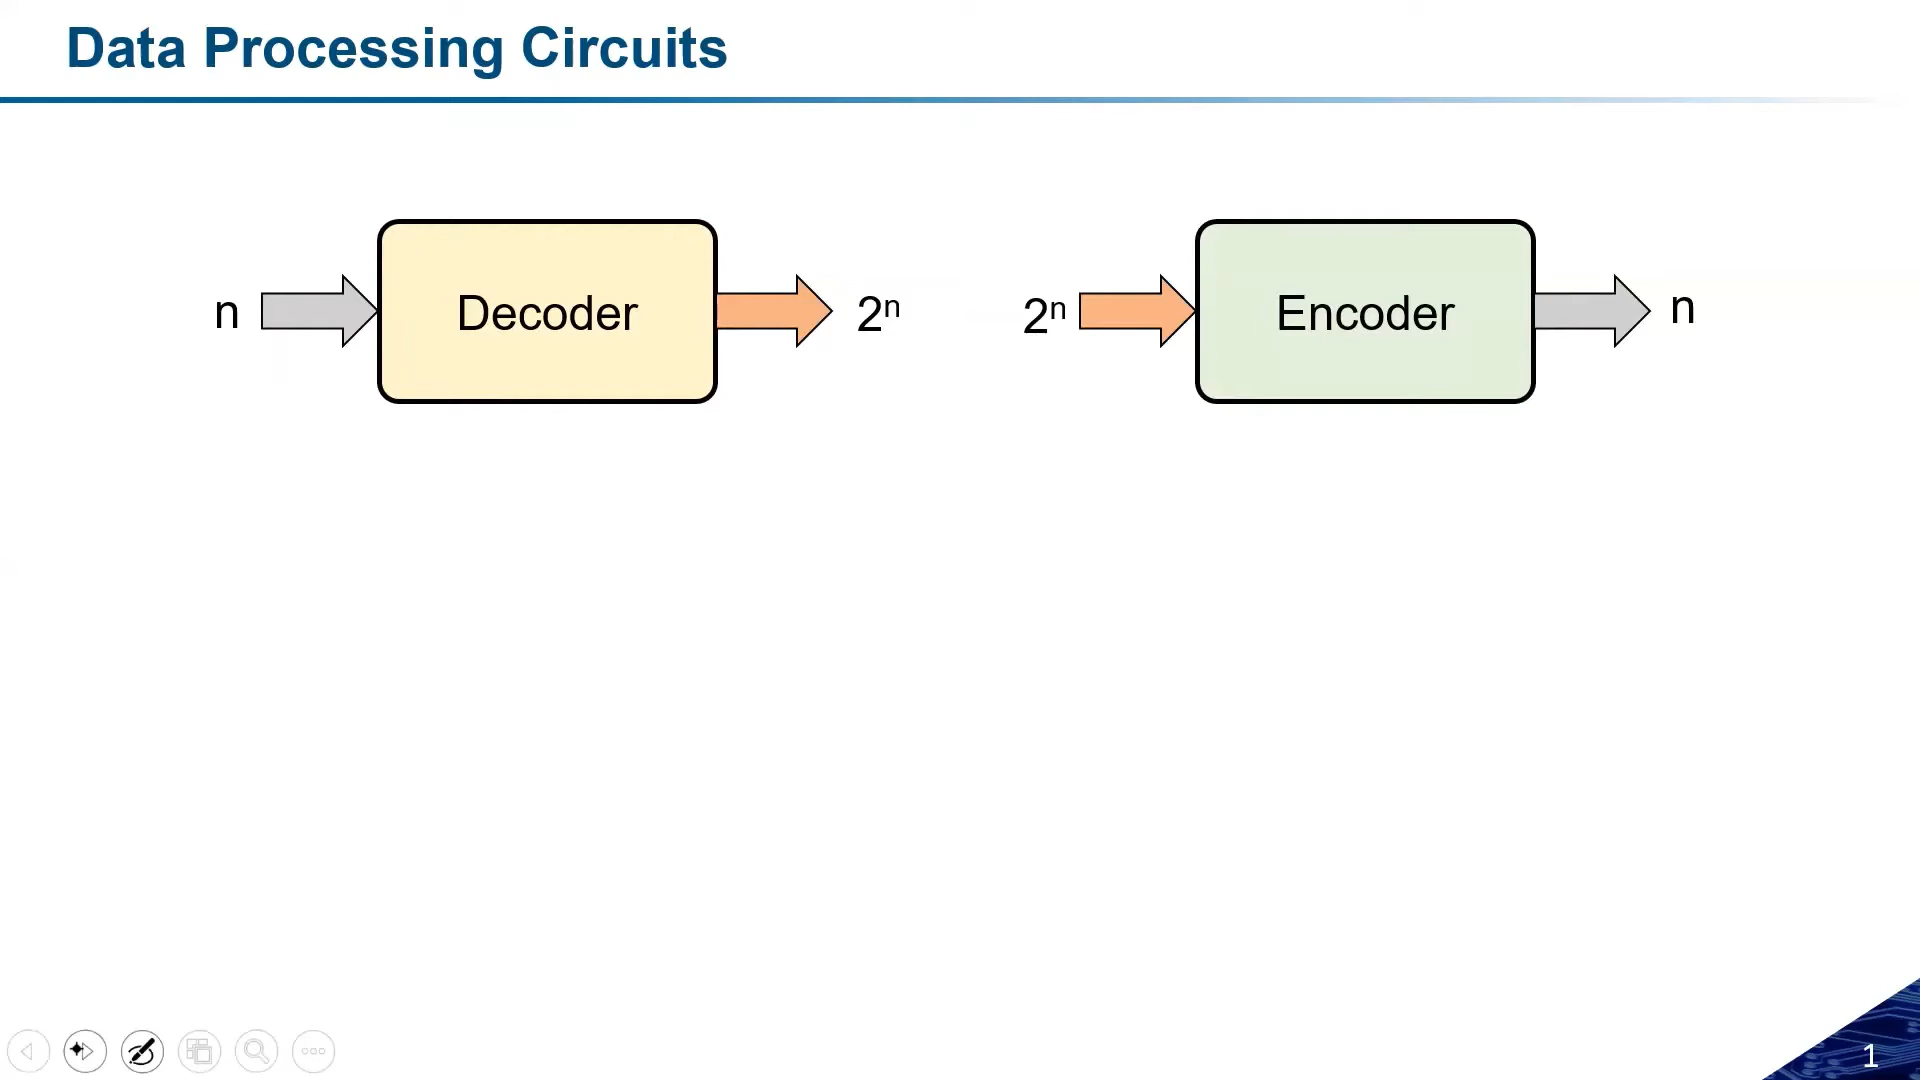 Data Processing Circuits
n Decoder 2ⁿ 2ⁿ Encoder n
1